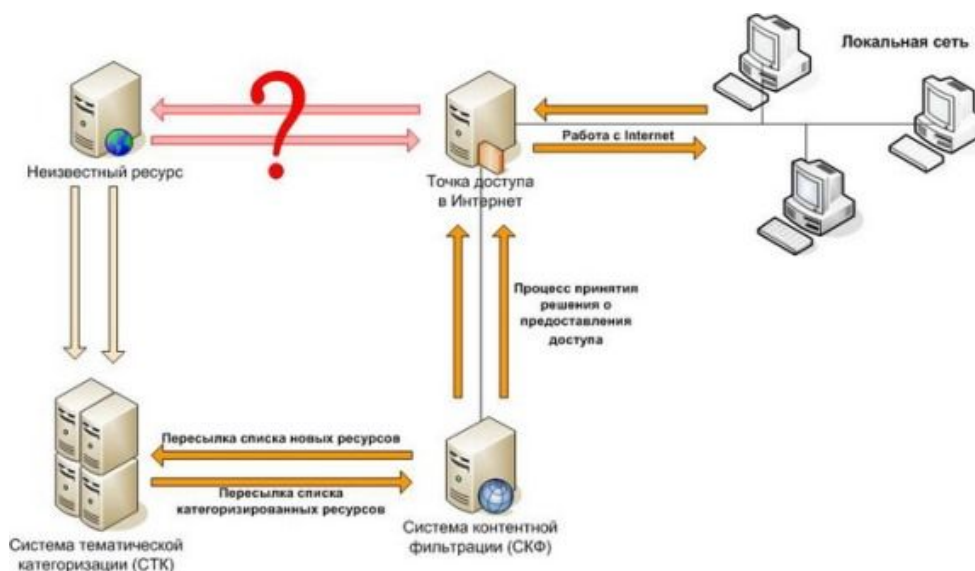 Локальная сеть
?
Работа с Internet
Неизвестный ресурс
Точка доступа
в Интернет
Процесс принятия
решения о
предоставления
доступа
Пересылка списка новых ресурсов
Пересылка списка
категоризированных ресурсов
Система тематической
категоризации (СТК)
Система контентной
фильтрации (СКФ)